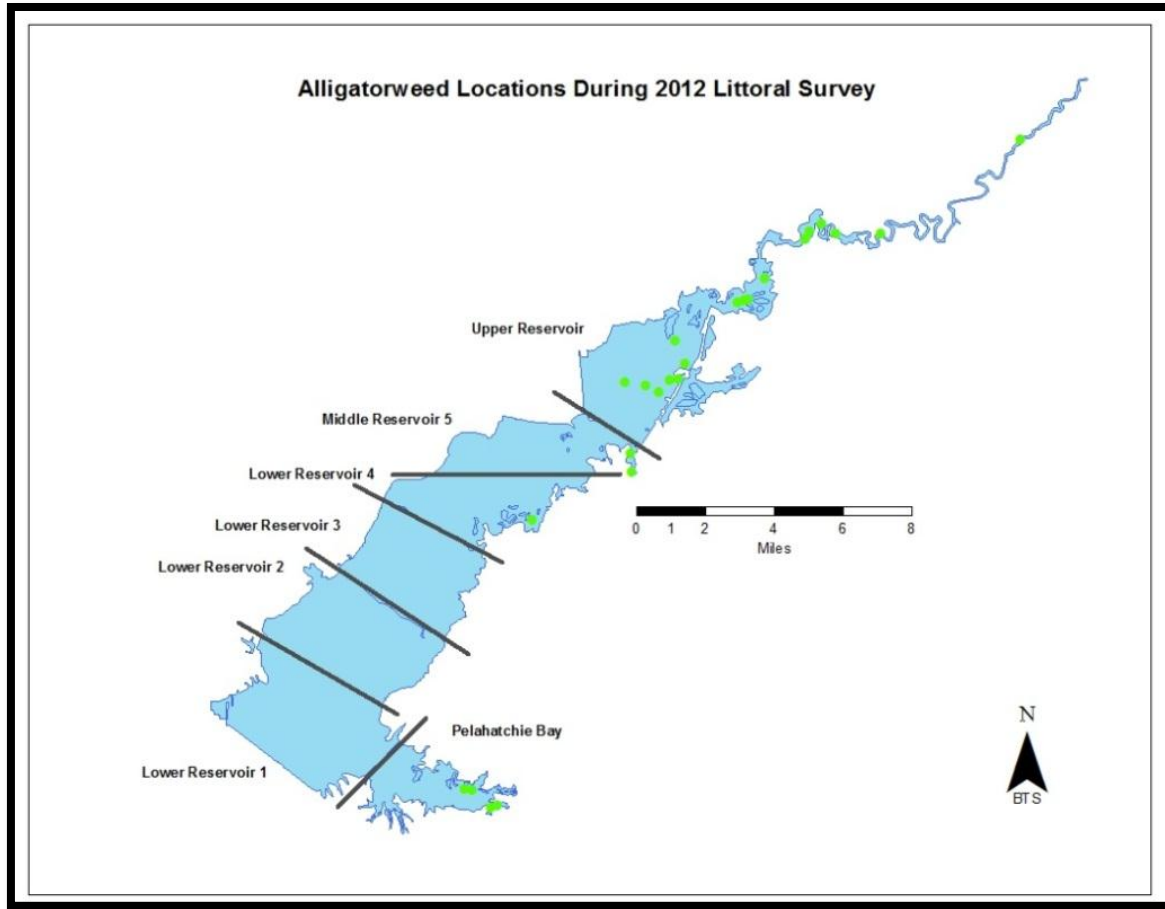 Alligatorweed Locations During 2012 Littoral Survey
Upper Reservoir
Middle Reservoir 5
Lower Reservoir 4
Lower Reservoir 3
Lower Reservoir 2
0 1 2 4 6 8
Miles
Pelahatchie Bay
Lower Reservoir 1
N
BTS